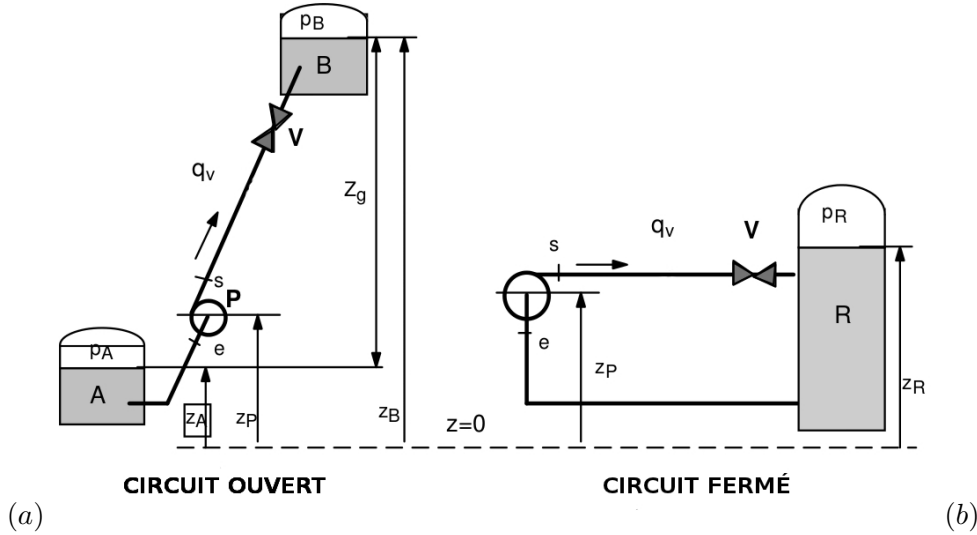 pB
B
V
qv
Zg
s
P
e
pA
A
zA
zP
zB
z=0
CIRCUIT OUVERT
(a)
s
qv
V
pR
R
e
zP
zR
CIRCUIT FERMÉ
(b)